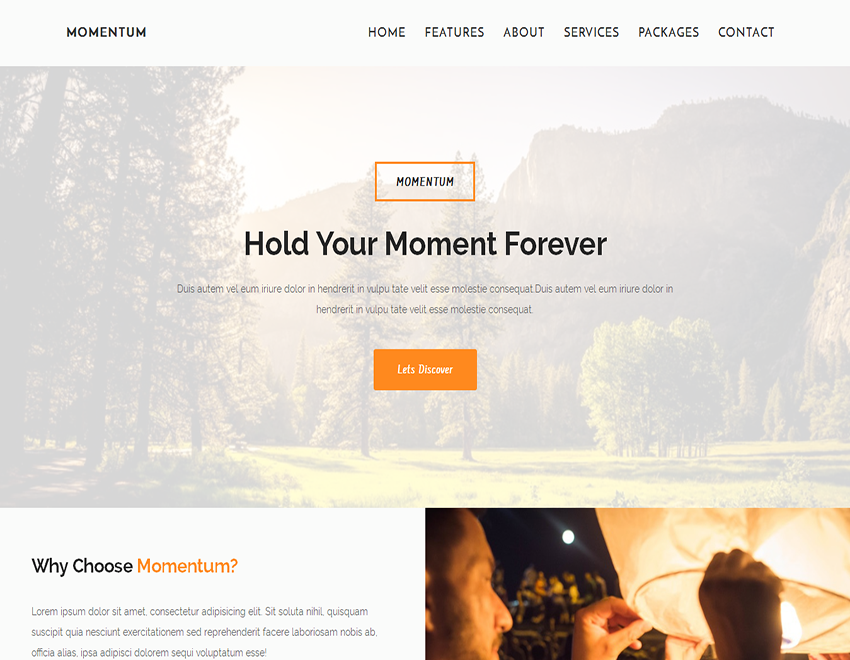 MOMENTUM
HOME FEATURES ABOUT SERVICES PACKAGES CONTACT
MOMENTUM
Hold Your Moment Forever
Duis autem vel eum iriure dolor in hendrerit in vulpu tate velit esse molestie consequat.Duis autem vel eum iriure dolor in
hendrerit in vulpu tate velit esse molestie consequat.
Lets Discover
Why Choose Momentum?
Lorem ipsum dolor sit amet, consectetur adipisicing elit. Sit soluta nihil, quisquam
suscipit quia nesciunt exercitationem sed reprehenderit facere laboriosam nobis ab,
officia alias, ipsa adipisci dolorem sequi voluptatum esse!